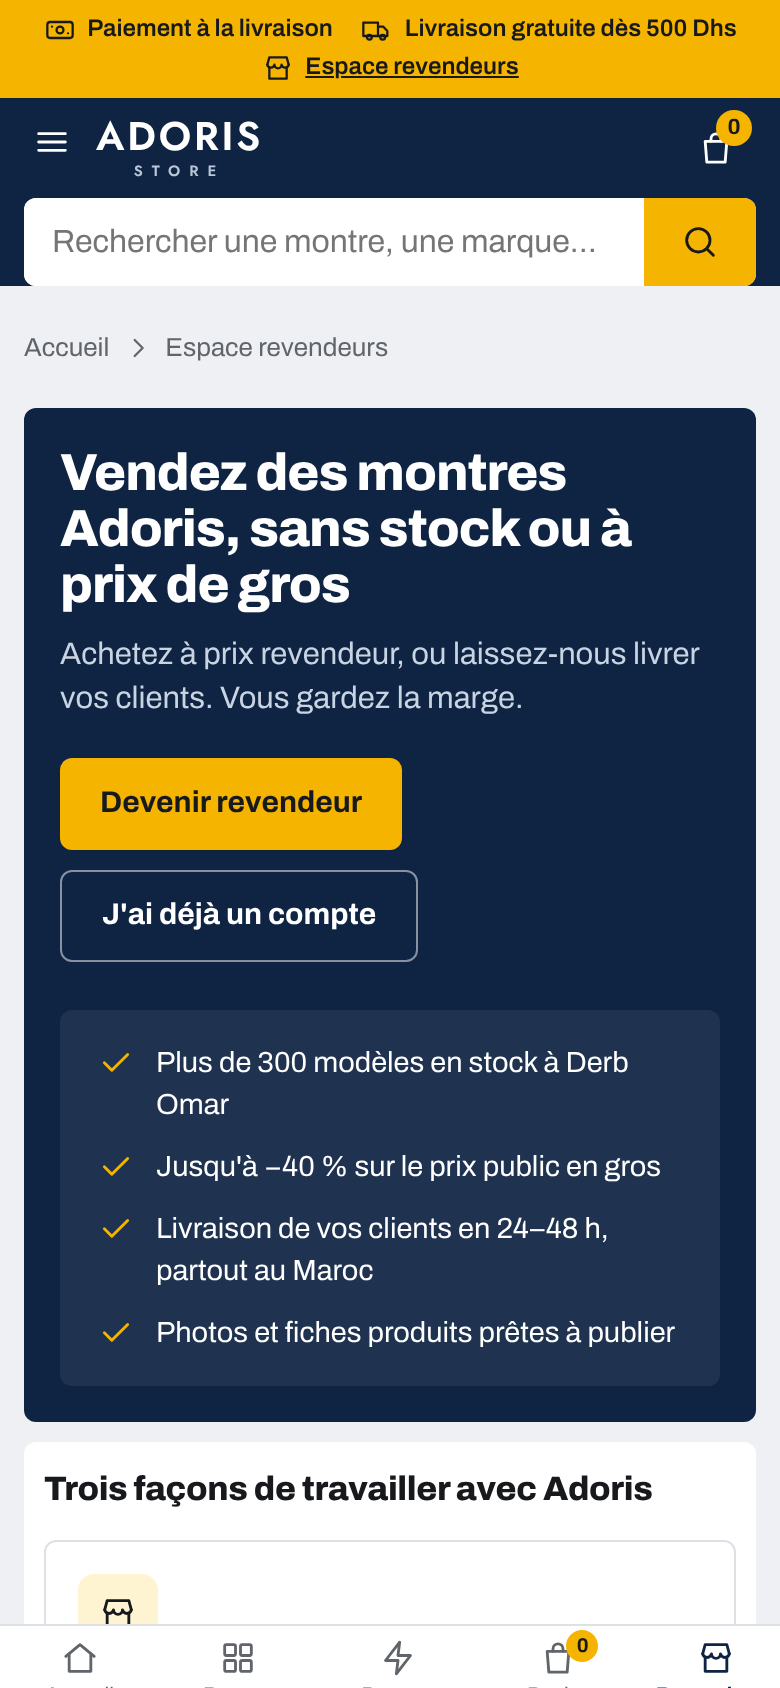 Paiement à la livraison
Livraison gratuite dès 500 Dhs
Espace revendeurs
ADORIS
STORE
0
Rechercher une montre, une marque...
Accueil
Espace revendeurs
Vendez des montres
Adoris, sans stock ou à
prix de gros
Achetez à prix revendeur, ou laissez-nous livrer
vos clients. Vous gardez la marge.
Devenir revendeur
J'ai déjà un compte
Plus de 300 modèles en stock à Derb
Omar
Jusqu'à −40 % sur le prix public en gros
Livraison de vos clients en 24–48 h,
partout au Maroc
Photos et fiches produits prêtes à publier
Trois façons de travailler avec Adoris
0